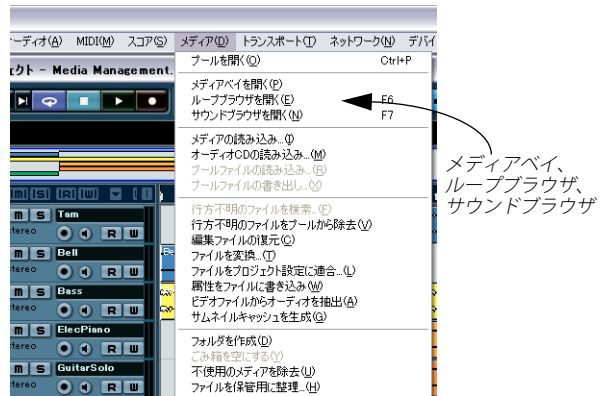 ーディオ(A) MIDI(M) スコア(S) メディア(D) トランスポート(T) ネットワーク(N) デバイ
ェクト - Media Management.
プールを開く(O) Ctrl+P
メディアベイを開く(P)
ループブラウザを開く(E) F6
サウンドブラウザを開く(N) F7
メディアの読み込み...(I)
オーディオCDの読み込み...(M)
プールファイルの読み込み...(R)
プールファイルの書き出し...(X)
行方不明のファイルを検索...(F)
行方不明のファイルをプールから除去(V)
編集ファイルの復元(C)
ファイルを変換...(T)
ファイルをプロジェクト設定に適合...(L)
属性をファイルに書き込み(W)
ビデオファイルからオーディオを抽出(A)
サムネイルキャッシュを生成(G)
フォルダを作成(D)
ごみ箱を空にする(Y)
不使用のメディアを除去(U)
ファイルを保管用に整理...(H)
メディアベイ、
ループブラウザ、
サウンドブラウザ
m S R W
m S Tom
tereo R W
m S Bell
tereo R W
m S Bass
tereo R W
m S ElecPiano
tereo R W
m S GuitarSolo
tereo R W